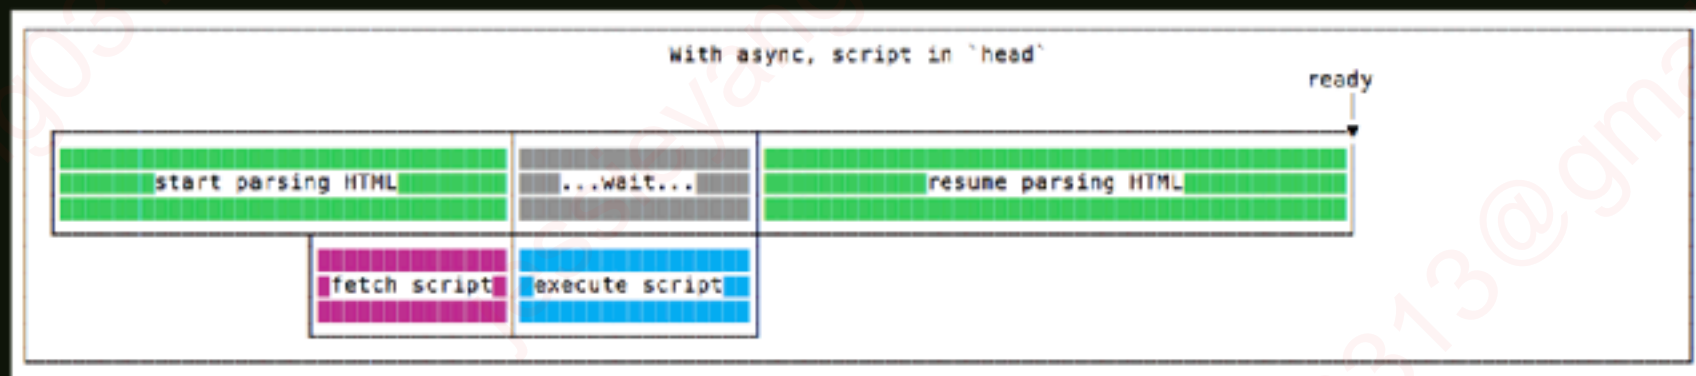 With async, script in `head`
ready
start parsing HTML
...wait...
resume parsing HTML
fetch script
execute script